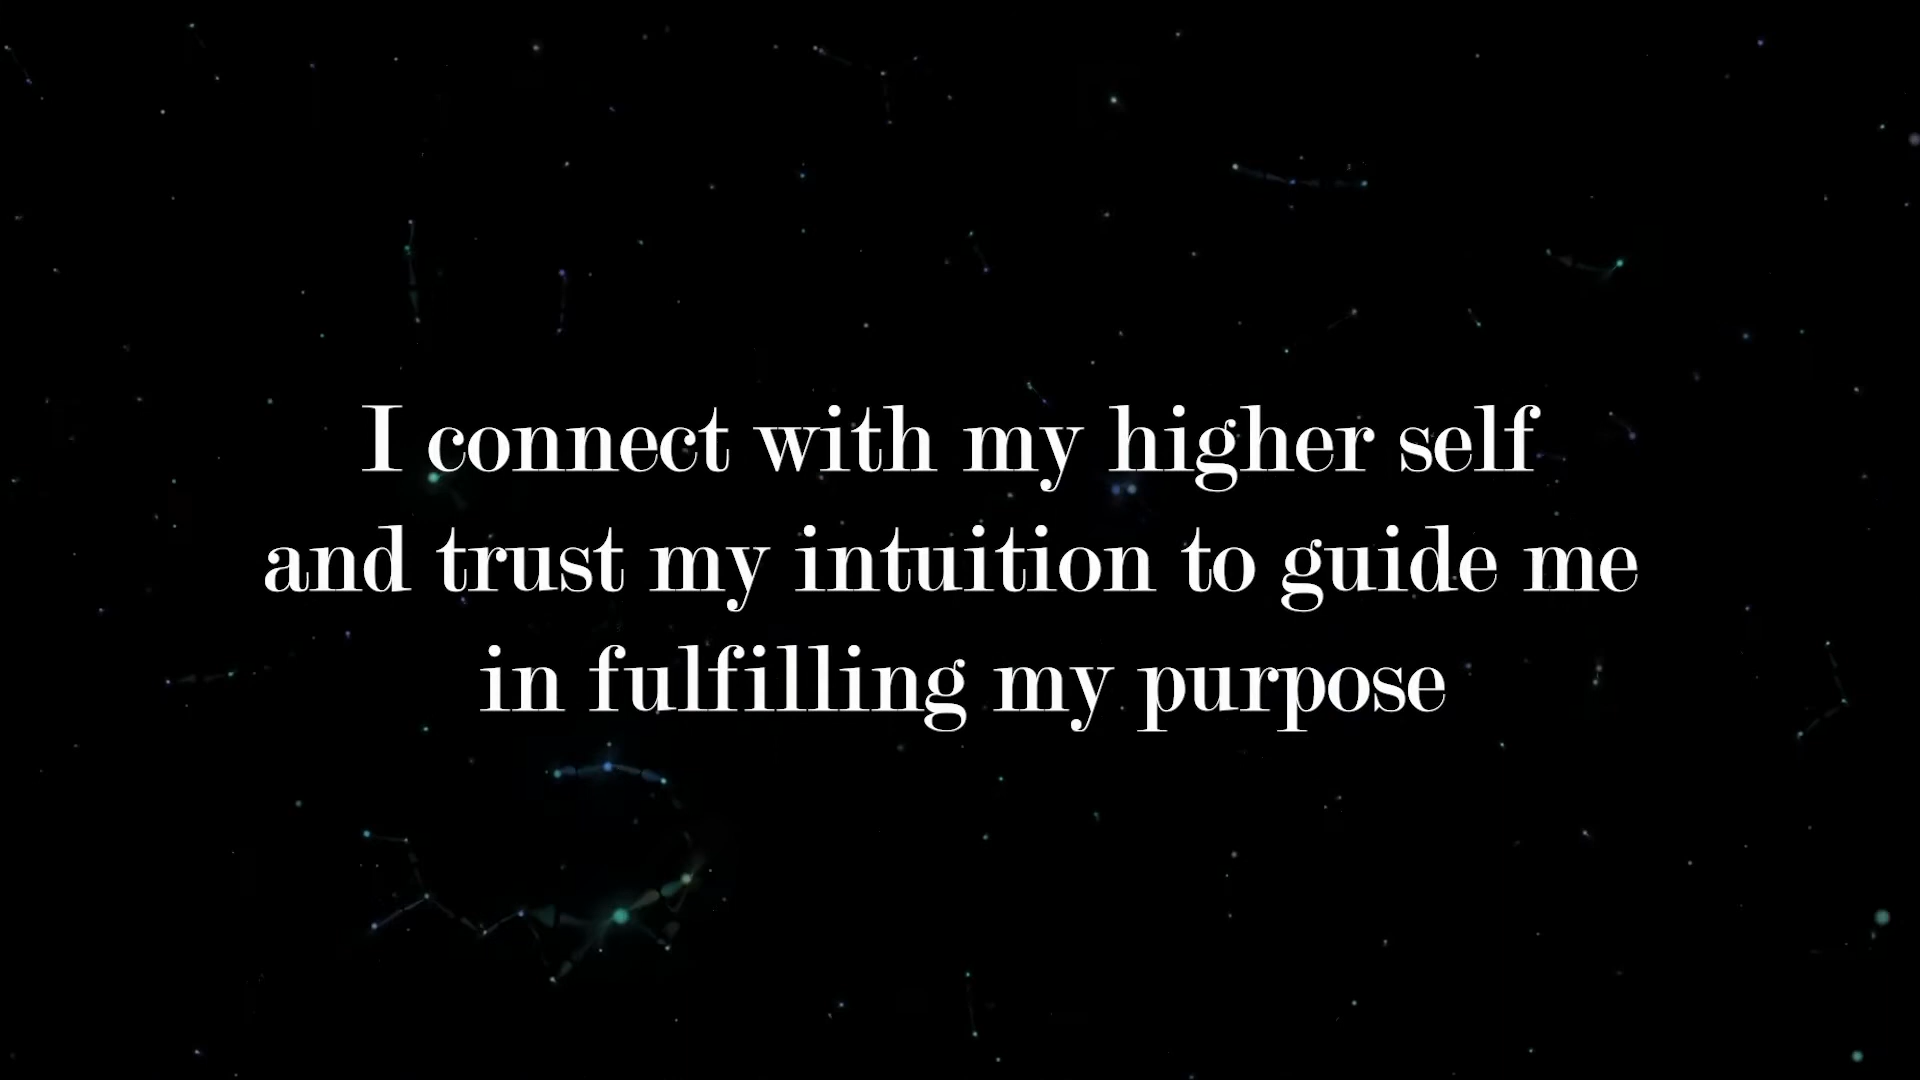 I connect with my higher self
and trust my intuition to guide me
in fulfilling my purpose